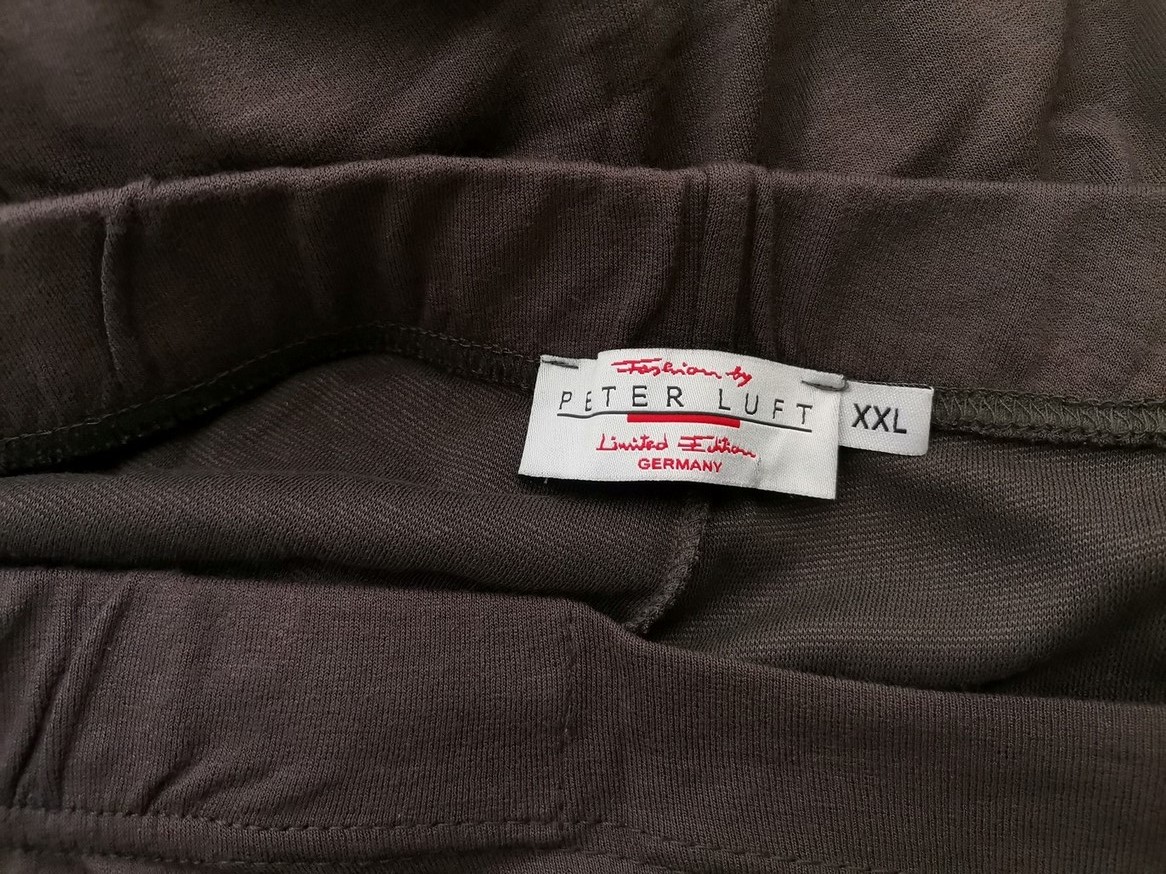 Fashion by
PETER LUFT
Limited Edition
GERMANY
XXL